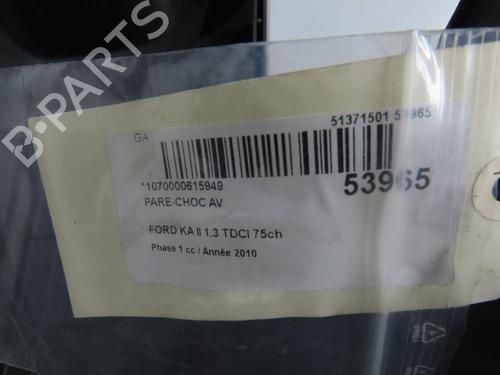 B-PARTS
GA
51371501 53965
*1070000615949
53965
PARE-CHOC AV
FORD KA II 1.3 TDCI 75ch
Phase 1 cc / Année 2010